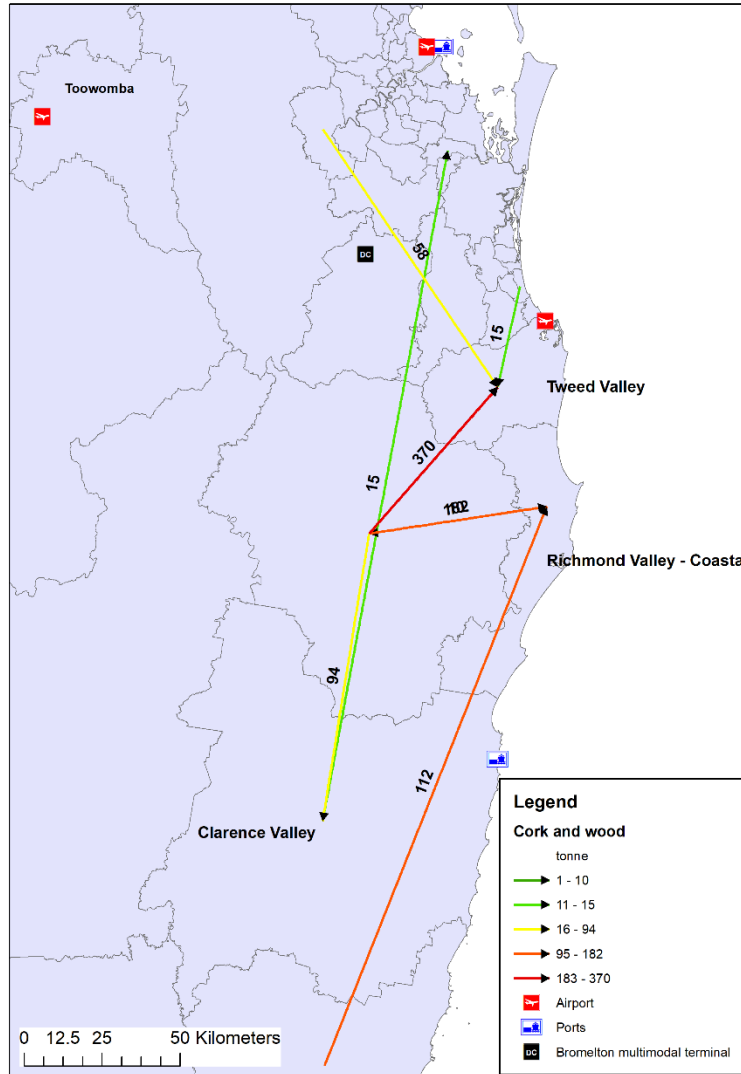 Toowomba
58
15
Tweed Valley
370
15
Richmond Valley - Coasta
94
112
Clarence Valley
Legend
Cork and wood
tonne
1 - 10
11 - 15
16 - 94
95 - 182
183 - 370
Airport
Ports
DC Bromelton multimodal terminal
DC
0 12.5 25 50 Kilometers